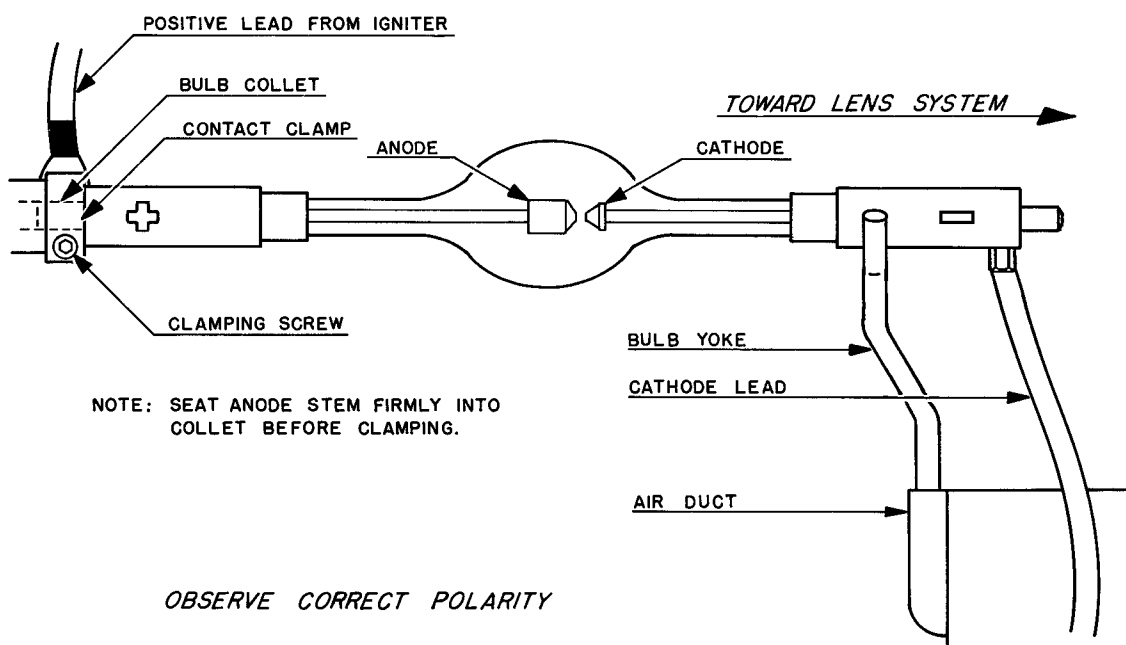 POSITIVE LEAD FROM IGNITER
BULB COLLET
CONTACT CLAMP
ANODE
CATHODE
TOWARD LENS SYSTEM
CLAMPING SCREW
BULB YOKE
CATHODE LEAD
NOTE: SEAT ANODE STEM FIRMLY INTO
COLLET BEFORE CLAMPING.
AIR DUCT
OBSERVE CORRECT POLARITY